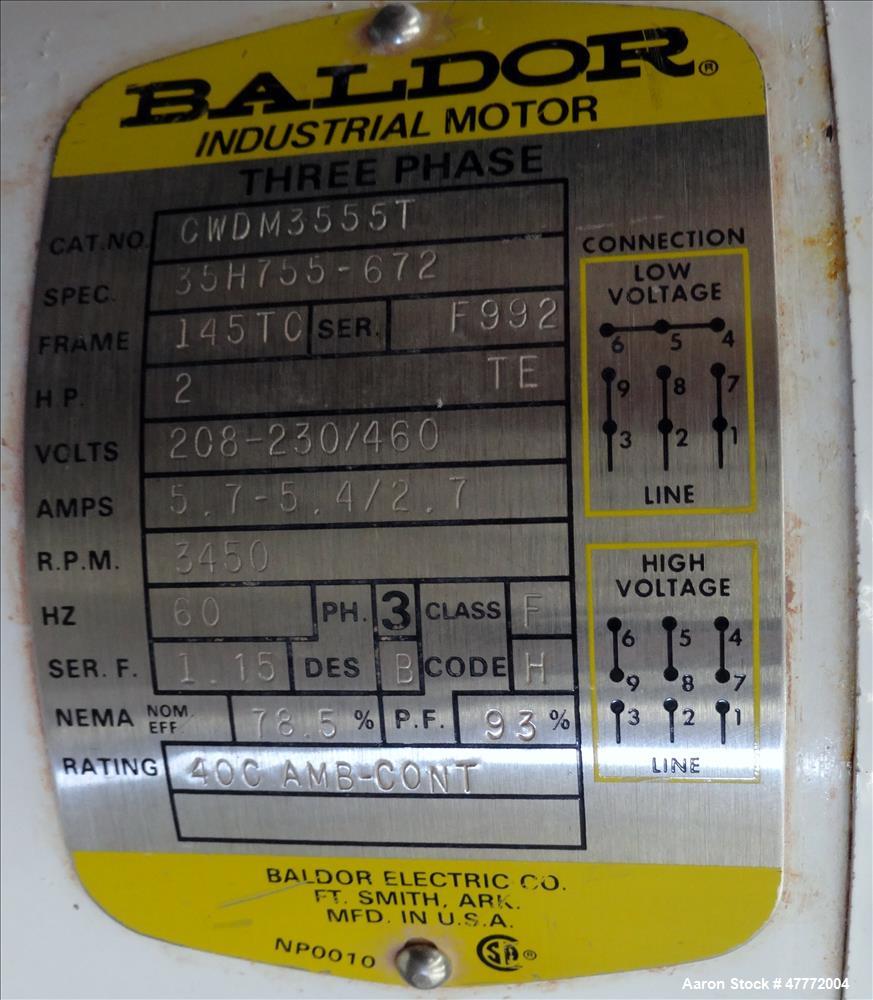 BALDOR®
INDUSTRIAL MOTOR
THREE PHASE
CAT.NO. CWDM3555T
SPEC. 35H755-672
FRAME 145TC SER. F992
H P. 2 TE
VOLTS 208-230/460
AMPS 5.7-5.4/2.7
R.P.M. 3450
HZ 60 PH. 3 CLASS F
SER. F. 1.15 DES B CODE H
NEMA NOM. EFF. 78.5 % P.F. 93 %
RATING 40C AMB-CONT
CONNECTION
LOW
VOLTAGE
6 5 4
9 8 7
3 2 1
LINE
HIGH
VOLTAGE
6 5 4
9 8 7
3 2 1
LINE
BALDOR ELECTRIC CO.
FT. SMITH, ARK.
MFD. IN U.S.A.
NP0010 SA®
Aaron Stock # 47772004